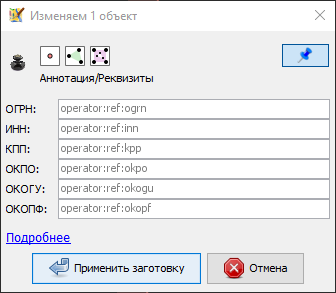 Изменяем 1 объект
Аннотация/Реквизиты
ОГРН: operator:ref:ogrn
ИНН: operator:ref:inn
КПП: operator:ref:kpp
ОКПО: operator:ref:okpo
ОКОГУ: operator:ref:okogu
ОКОПФ: operator:ref:okopf
Подробнее
Применить заготовку Отмена